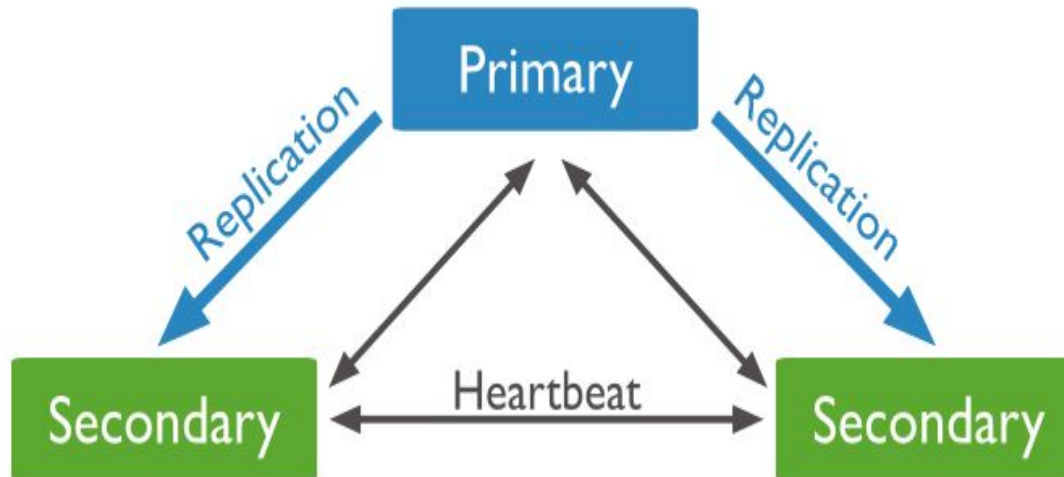 Primary
Replication
Replication
Heartbeat
Secondary
Secondary